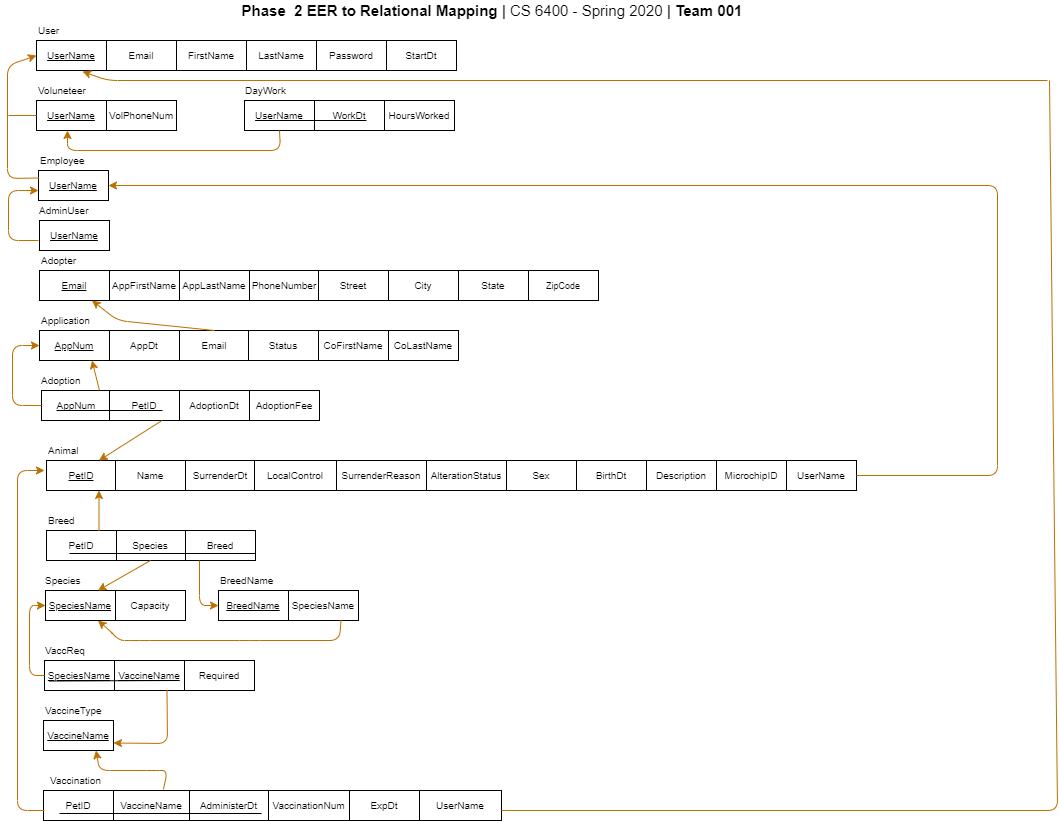 Phase 2 EER to Relational Mapping | CS 6400 - Spring 2020 | Team 001
User
UserName Email FirstName LastName Password StartDt
Voluneteer DayWork
UserName VolPhoneNum UserName WorkDt HoursWorked
Employee
UserName
AdminUser
UserName
Adopter
Email AppFirstName AppLastName PhoneNumber Street City State ZipCode
Application
AppNum AppDt Email Status CoFirstName CoLastName
Adoption
AppNum PetID AdoptionDt AdoptionFee
Animal
PetID Name SurrenderDt LocalControl SurrenderReason AlterationStatus Sex BirthDt Description MicrochipID UserName
Breed
PetID Species Breed
Species BreedName
SpeciesName Capacity BreedName SpeciesName
VaccReq
SpeciesName VaccineName Required
VaccineType
VaccineName
Vaccination
PetID VaccineName AdministerDt VaccinationNum ExpDt UserName